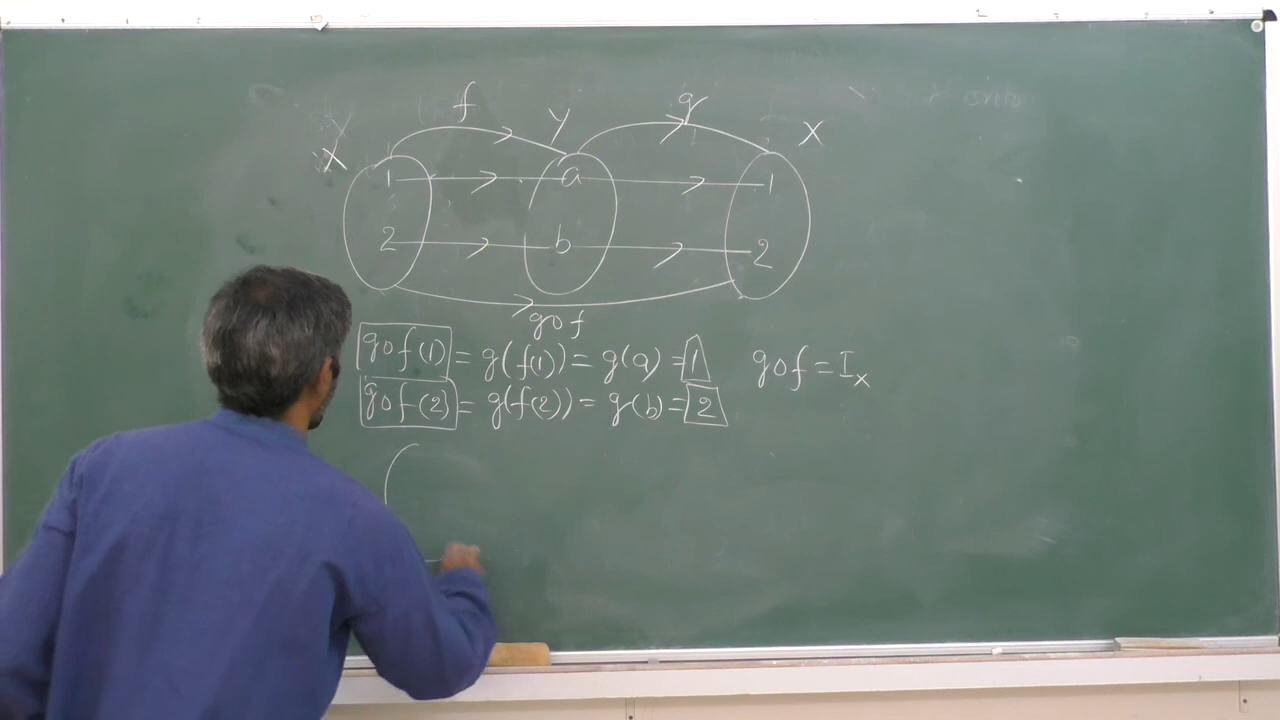 f g
X Y X
1 a 1
2 b 2
gof
gof(1) = g(f(1)) = g(a) = 1 gof = I_x
gof(2) = g(f(2)) = g(b) = 2